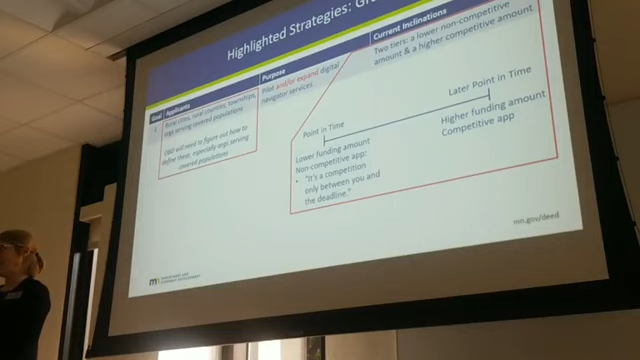 Highlighted Strategies:
Goal
Applicants
Purpose
Current Inclinations
1
Rural cities, rural counties, townships,
orgs serving covered populations
OBD will need to figure out how to
define these, especially orgs serving
covered populations
Pilot and/or expand digital
navigator services
Two tiers: a lower non-competitive
amount & a higher competitive amount
Point in Time
Later Point in Time
Lower funding amount
Non-competitive app:
• "It's a competition
only between you and
the deadline."
Higher funding amount
Competitive app
mn EMPLOYMENT AND
ECONOMIC DEVELOPMENT
mn.gov/deed